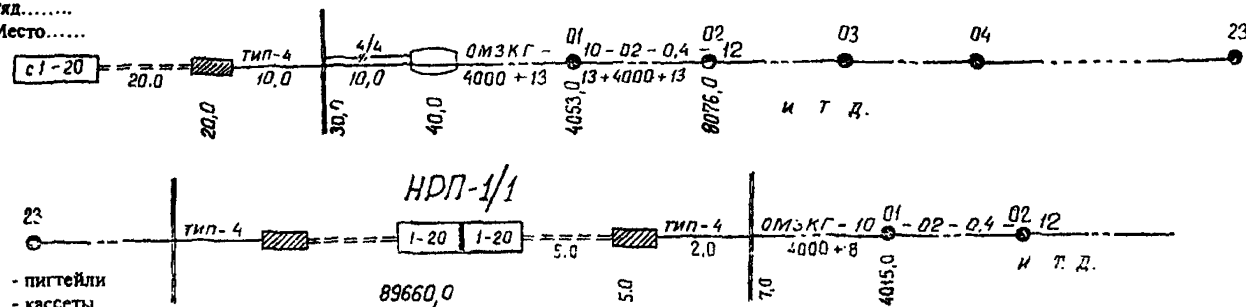 Место......
01 02 03 04 23
с 1-20 20.0 тип-4 10,0 4/4 10,0 ОМЗКГ - 10 - 02 - 0,4 - 12
4000 + 13 13 + 4000 + 13
20,0 30,0 40,0 4053,0 8076,0 и т д.
НРП-1/1
23 тип-4 1-20 1-20 5.0 тип-4 2,0 ОМЗКГ - 10 01 - 02 - 0,4 - 02 12
4000 + 8
и т. д.
- пигтейли
- кассеты
89660,0 5.0 7,0 4015,0